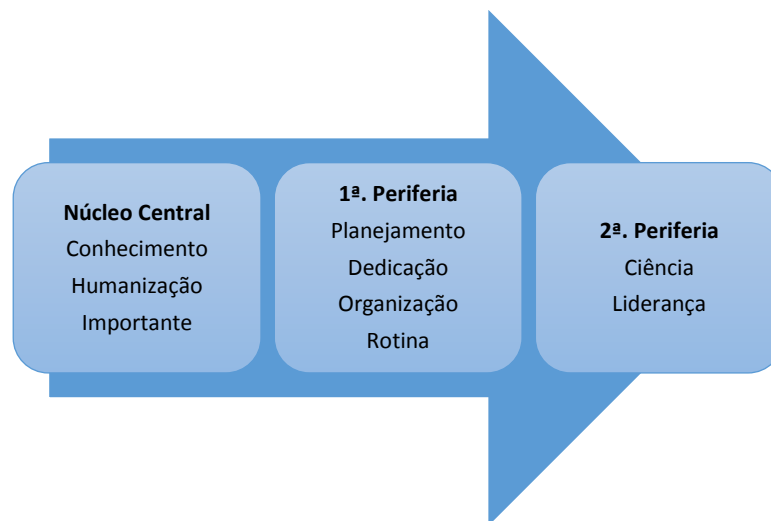 Núcleo Central
Conhecimento
Humanização
Importante
1ª. Periferia
Planejamento
Dedicação
Organização
Rotina
2ª. Periferia
Ciência
Liderança